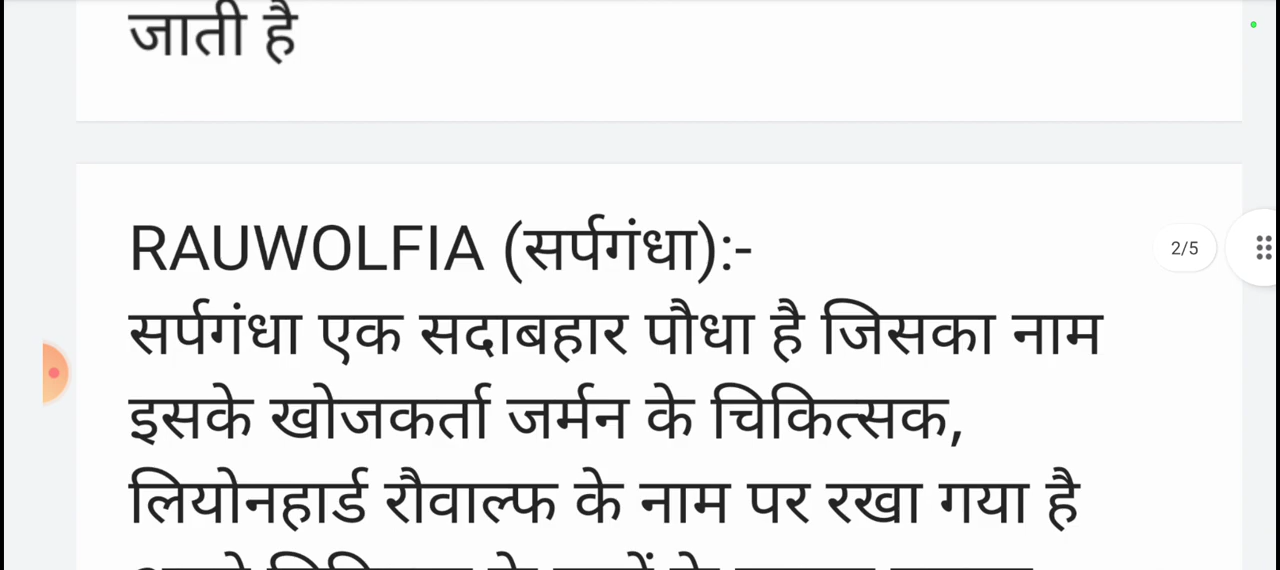 जाती है
RAUWOLFIA (सर्पगंधा):-
2/5
सर्पगंधा एक सदाबहार पौधा है जिसका नाम
इसके खोजकर्ता जर्मन के चिकित्सक,
लियोनहार्ड रौवाल्फ के नाम पर रखा गया है